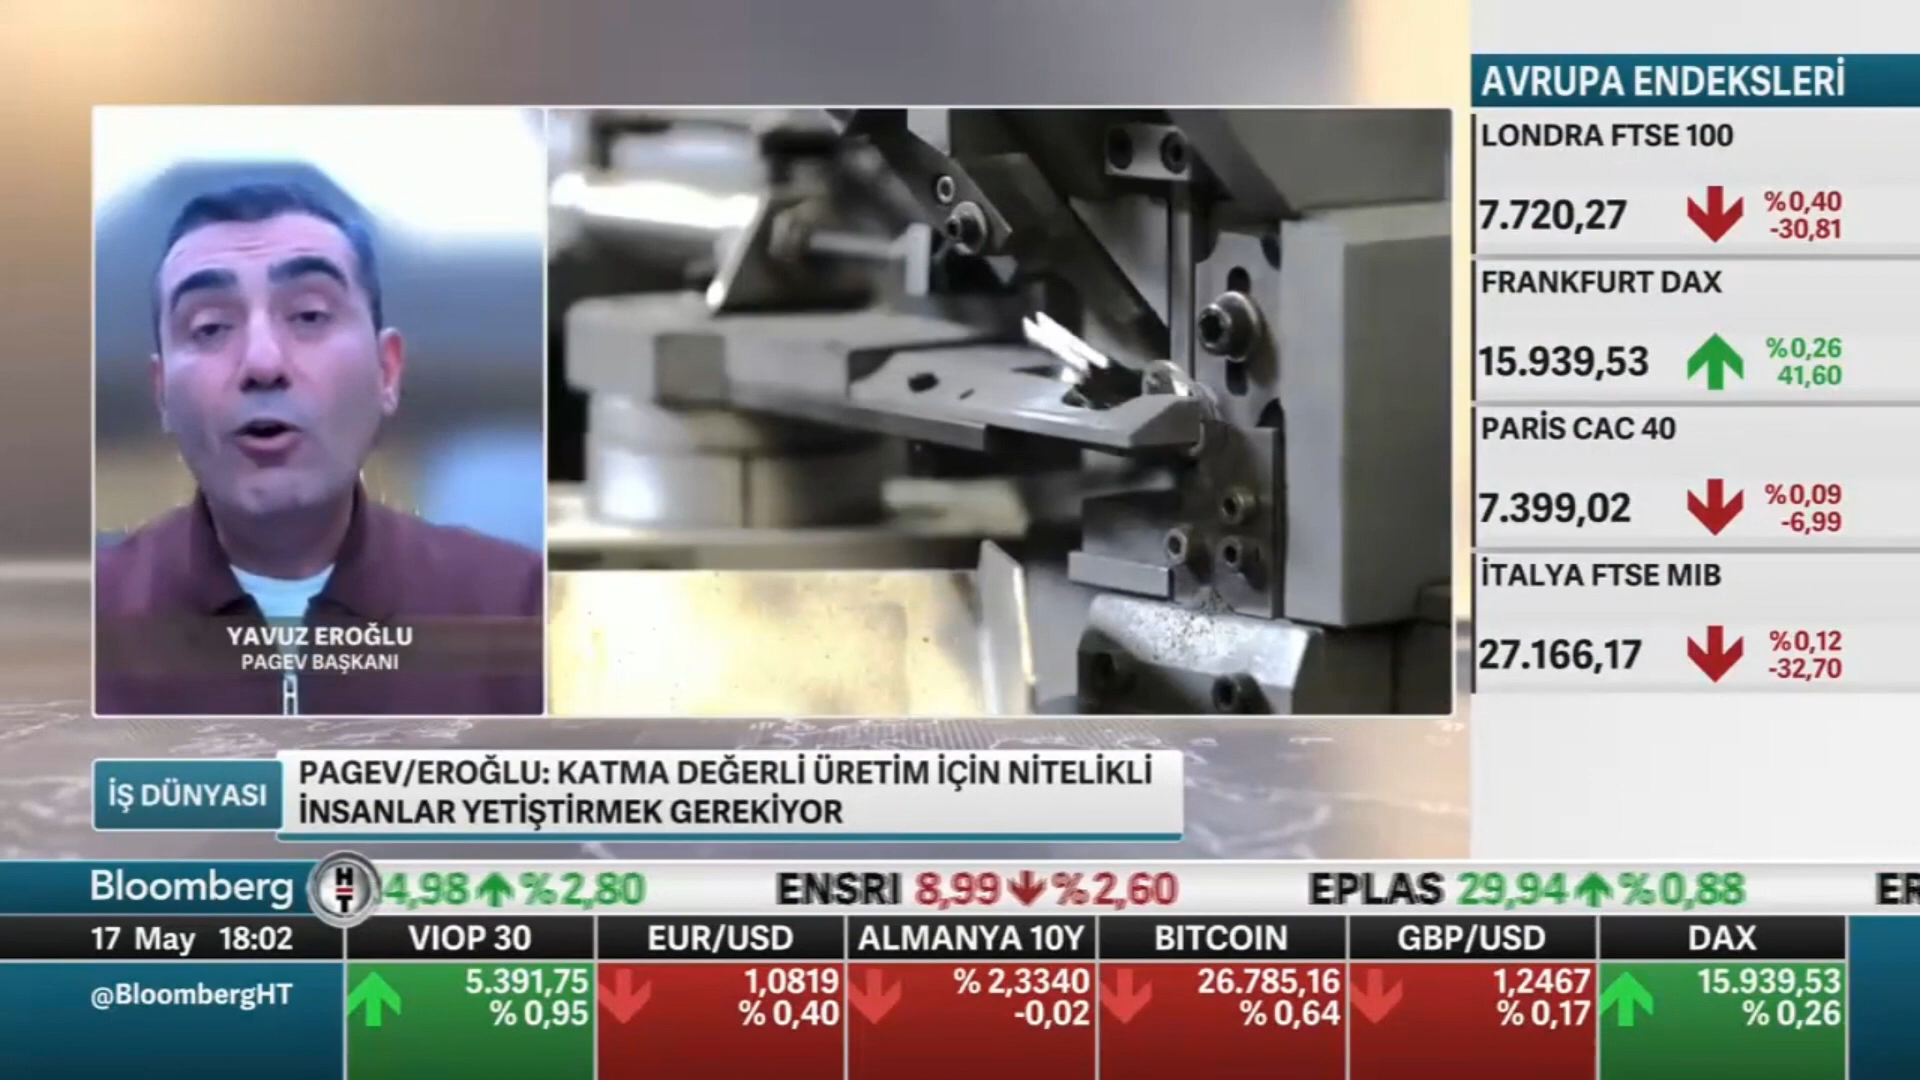 AVRUPA ENDEKSLERİ
LONDRA FTSE 100
7.720,27
%0,40
-30,81
FRANKFURT DAX
15.939,53
%0,26
41,60
PARİS CAC 40
7.399,02
%0,09
-6,99
İTALYA FTSE MIB
27.166,17
%0,12
-32,70
YAVUZ EROĞLU
PAGEV BAŞKANI
İŞ DÜNYASI
PAGEV/EROĞLU: KATMA DEĞERLİ ÜRETİM İÇİN NİTELİKLİ
İNSANLAR YETİŞTİRMEK GEREKİYOR
Bloomberg HT
4,98 %2,80 ENSRI 8,99 %2,60 EPLAS 29,94 %0,88 ER
17 May 18:02
@BloombergHT
VIOP 30
5.391,75
% 0,95
EUR/USD
1,0819
% 0,40
ALMANYA 10Y
% 2,3340
-0,02
BITCOIN
26.785,16
% 0,64
GBP/USD
1,2467
% 0,17
DAX
15.939,53
% 0,26